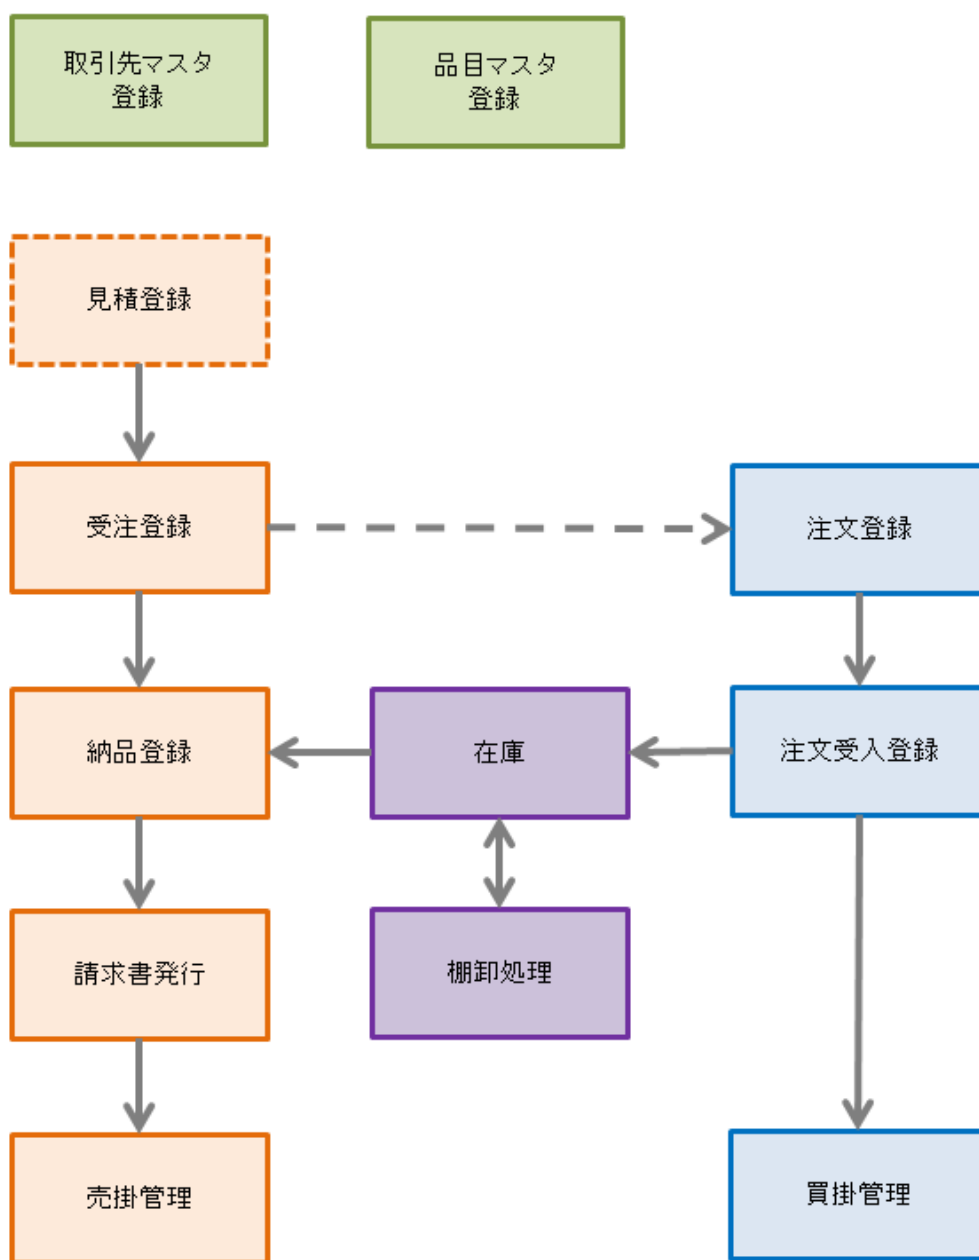 取引先マスタ
登録
品目マスタ
登録
見積登録
受注登録
注文登録
納品登録
在庫
注文受入登録
請求書発行
棚卸処理
売掛管理
買掛管理